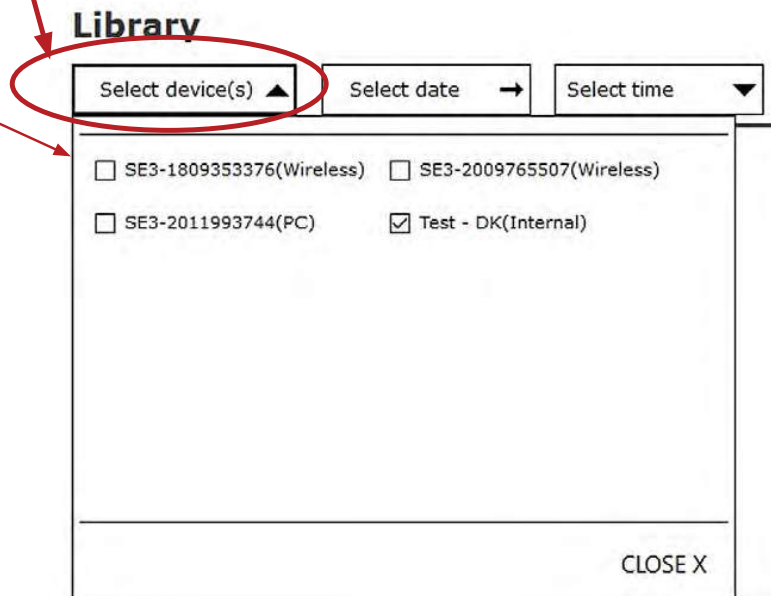 Library
Select device(s) Select date Select time
SE3-1809353376(Wireless) SE3-2009765507(Wireless)
SE3-2011993744(PC) Test - DK(Internal)
CLOSE X